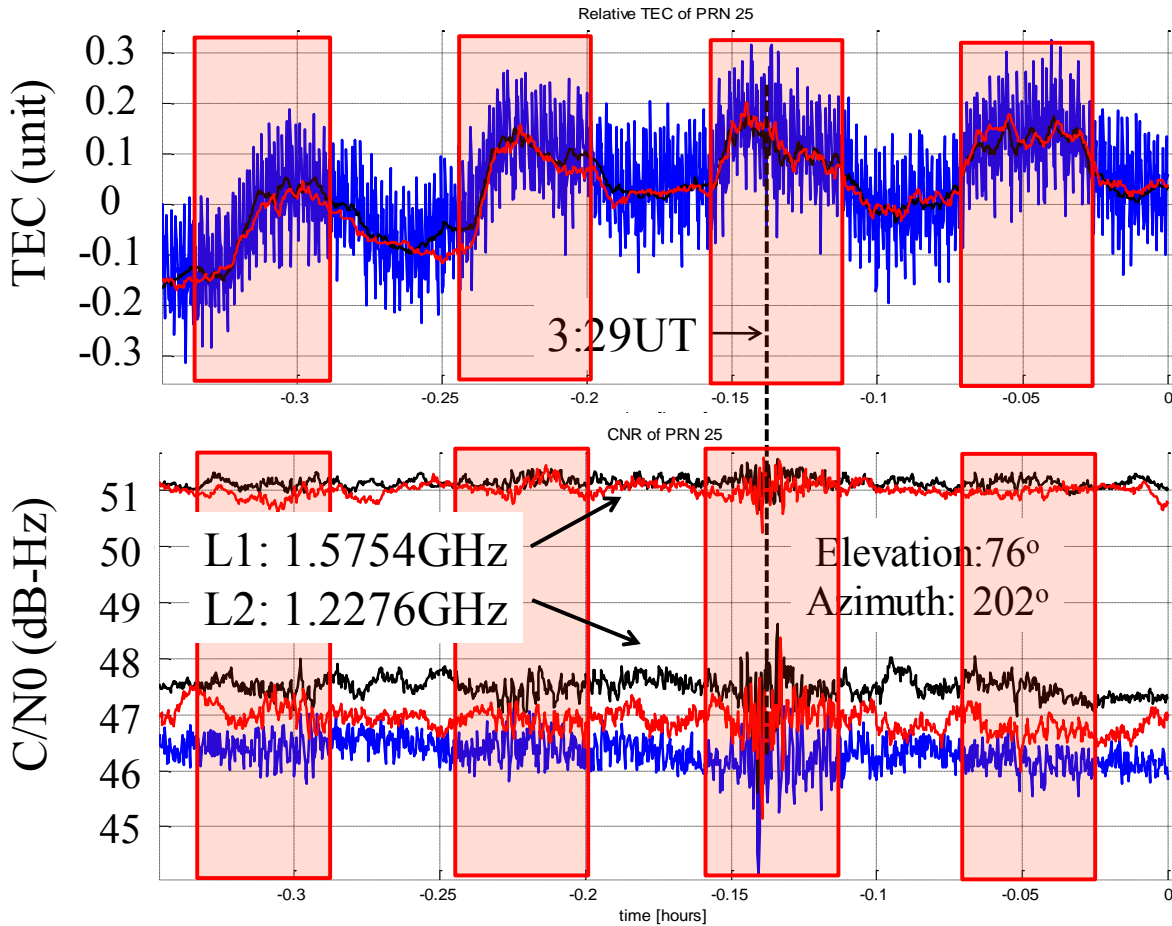 Relative TEC of PRN 25
TEC (unit)
0.3
0.2
0.1
0
-0.1
-0.2
-0.3
3:29UT
-0.3
-0.25
-0.2
-0.15
-0.1
-0.05
0
CNR of PRN 25
C/N0 (dB-Hz)
51
50
49
48
47
46
45
L1: 1.5754GHz
L2: 1.2276GHz
Elevation:76º
Azimuth: 202º
-0.3
-0.25
-0.2
-0.15
-0.1
-0.05
0
time [hours]